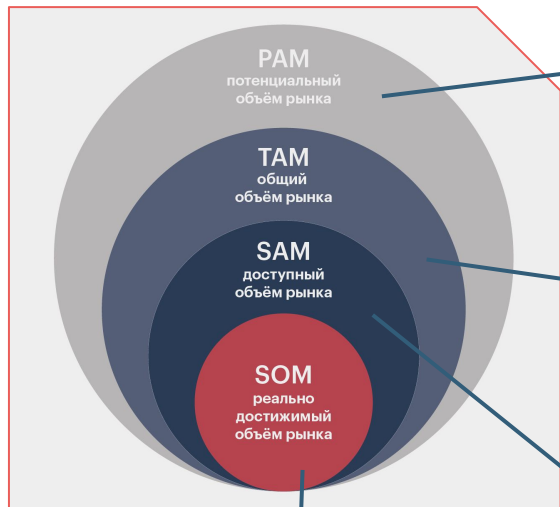 PAM
потенциальный
объём рынка
TAM
общий
объём рынка
SAM
доступный
объём рынка
SOM
реально
достижимый
объём рынка